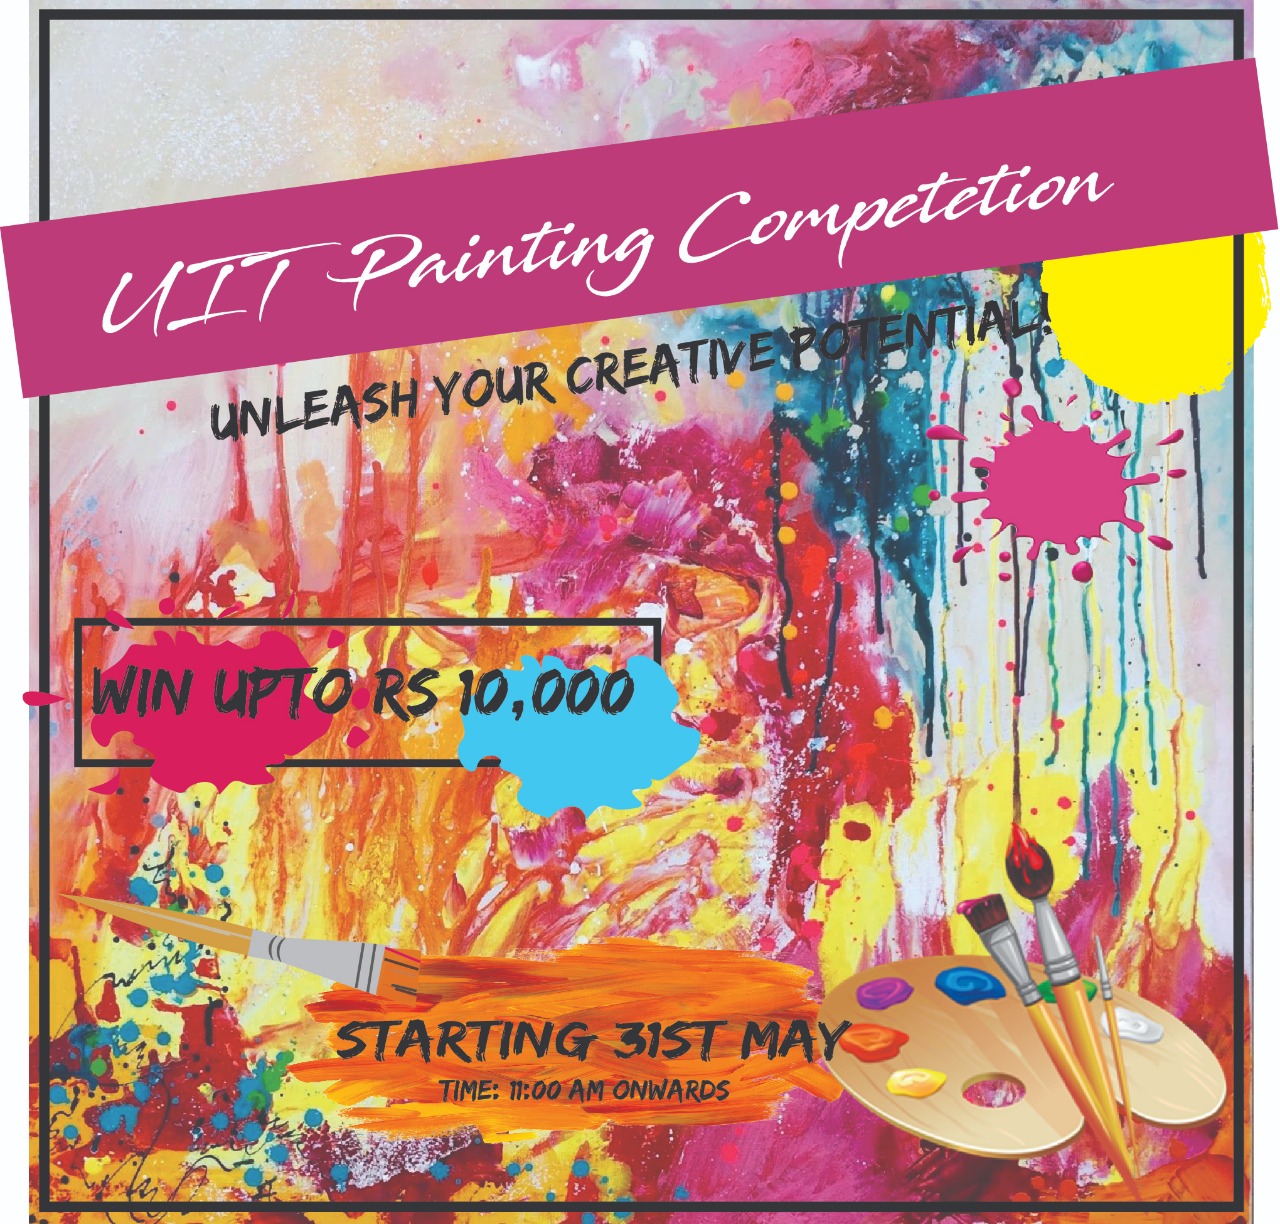 UIT Painting Competetion
UNLEASH YOUR CREATIVE POTENTIAL!
WIN UPTO RS 10,000
STARTING 31ST MAY
TIME: 11:00 AM ONWARDS